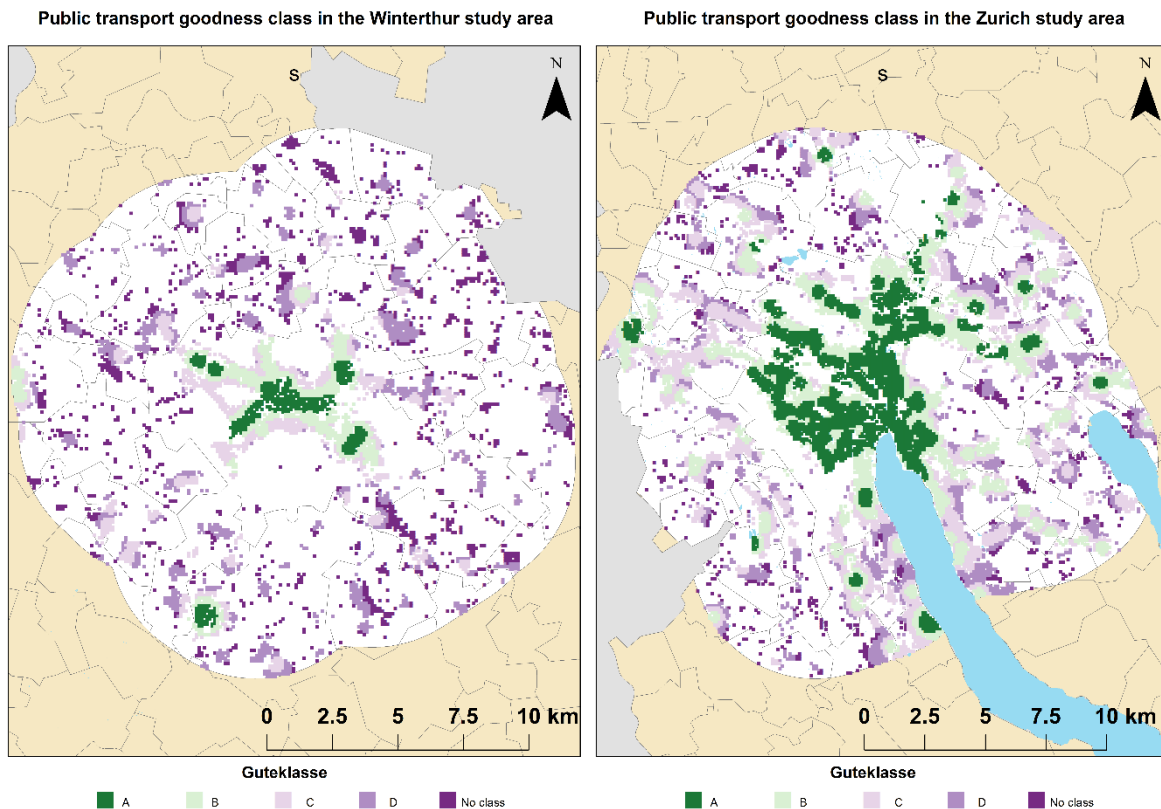 Public transport goodness class in the Winterthur study area
Public transport goodness class in the Zurich study area
S
N
S
N
0 2.5 5 7.5 10 km
0 2.5 5 7.5 10 km
Guteklasse
Guteklasse
A B C D No class
A B C D No class